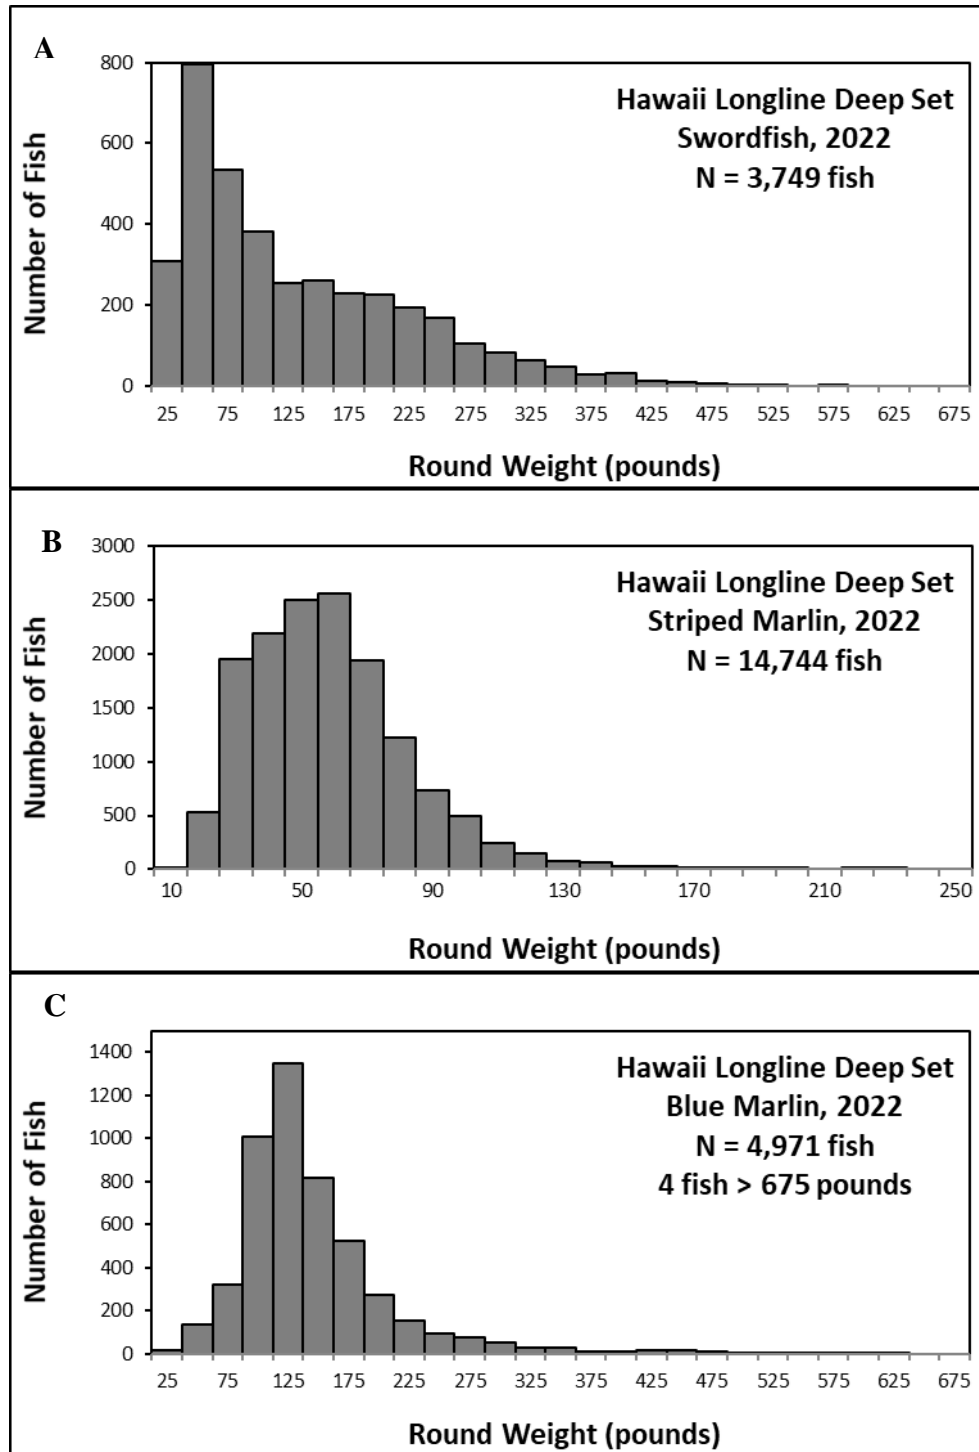 A
Number of Fish
800
600
400
200
0
Hawaii Longline Deep Set
Swordfish, 2022
N = 3,749 fish
25 75 125 175 225 275 325 375 425 475 525 575 625 675
Round Weight (pounds)
B
Number of Fish
3000
2500
2000
1500
1000
500
0
Hawaii Longline Deep Set
Striped Marlin, 2022
N = 14,744 fish
10 50 90 130 170 210 250
Round Weight (pounds)
C
Number of Fish
1400
1200
1000
800
600
400
200
0
Hawaii Longline Deep Set
Blue Marlin, 2022
N = 4,971 fish
4 fish > 675 pounds
25 75 125 175 225 275 325 375 425 475 525 575 625 675
Round Weight (pounds)